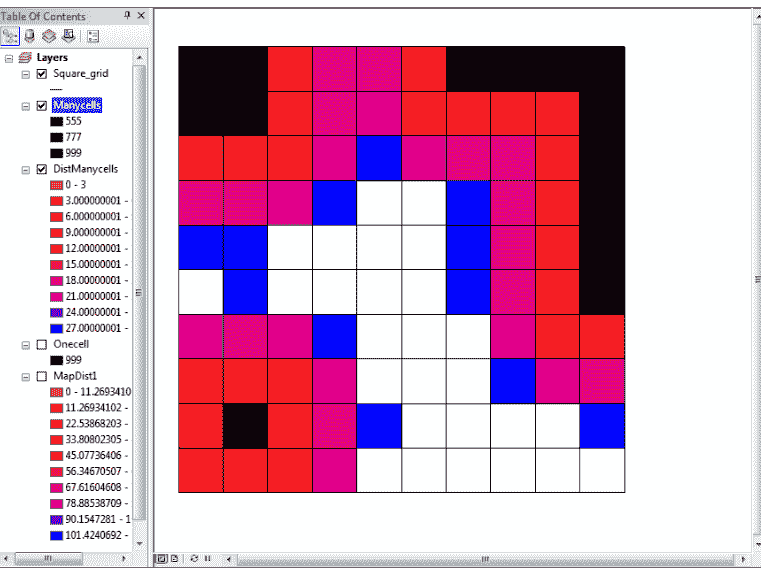 Table Of Contents
Layers
Square_grid
Manycells
555
777
999
DistManycells
0 - 3
3.000000001 -
6.00000001 -
9.00000001 -
12.00000001 -
15.00000001 -
18.00000001 -
21.00000001 -
24.00000001 -
27.00000001 -
Onecell
999
MapDist1
0 - 11.2693410
11.26934102 -
22.53868203 -
33.80802305 -
45.07736406 -
56.34670507 -
67.61604608 -
78.88538709 -
90.1547281 - 1
101.4240692 -